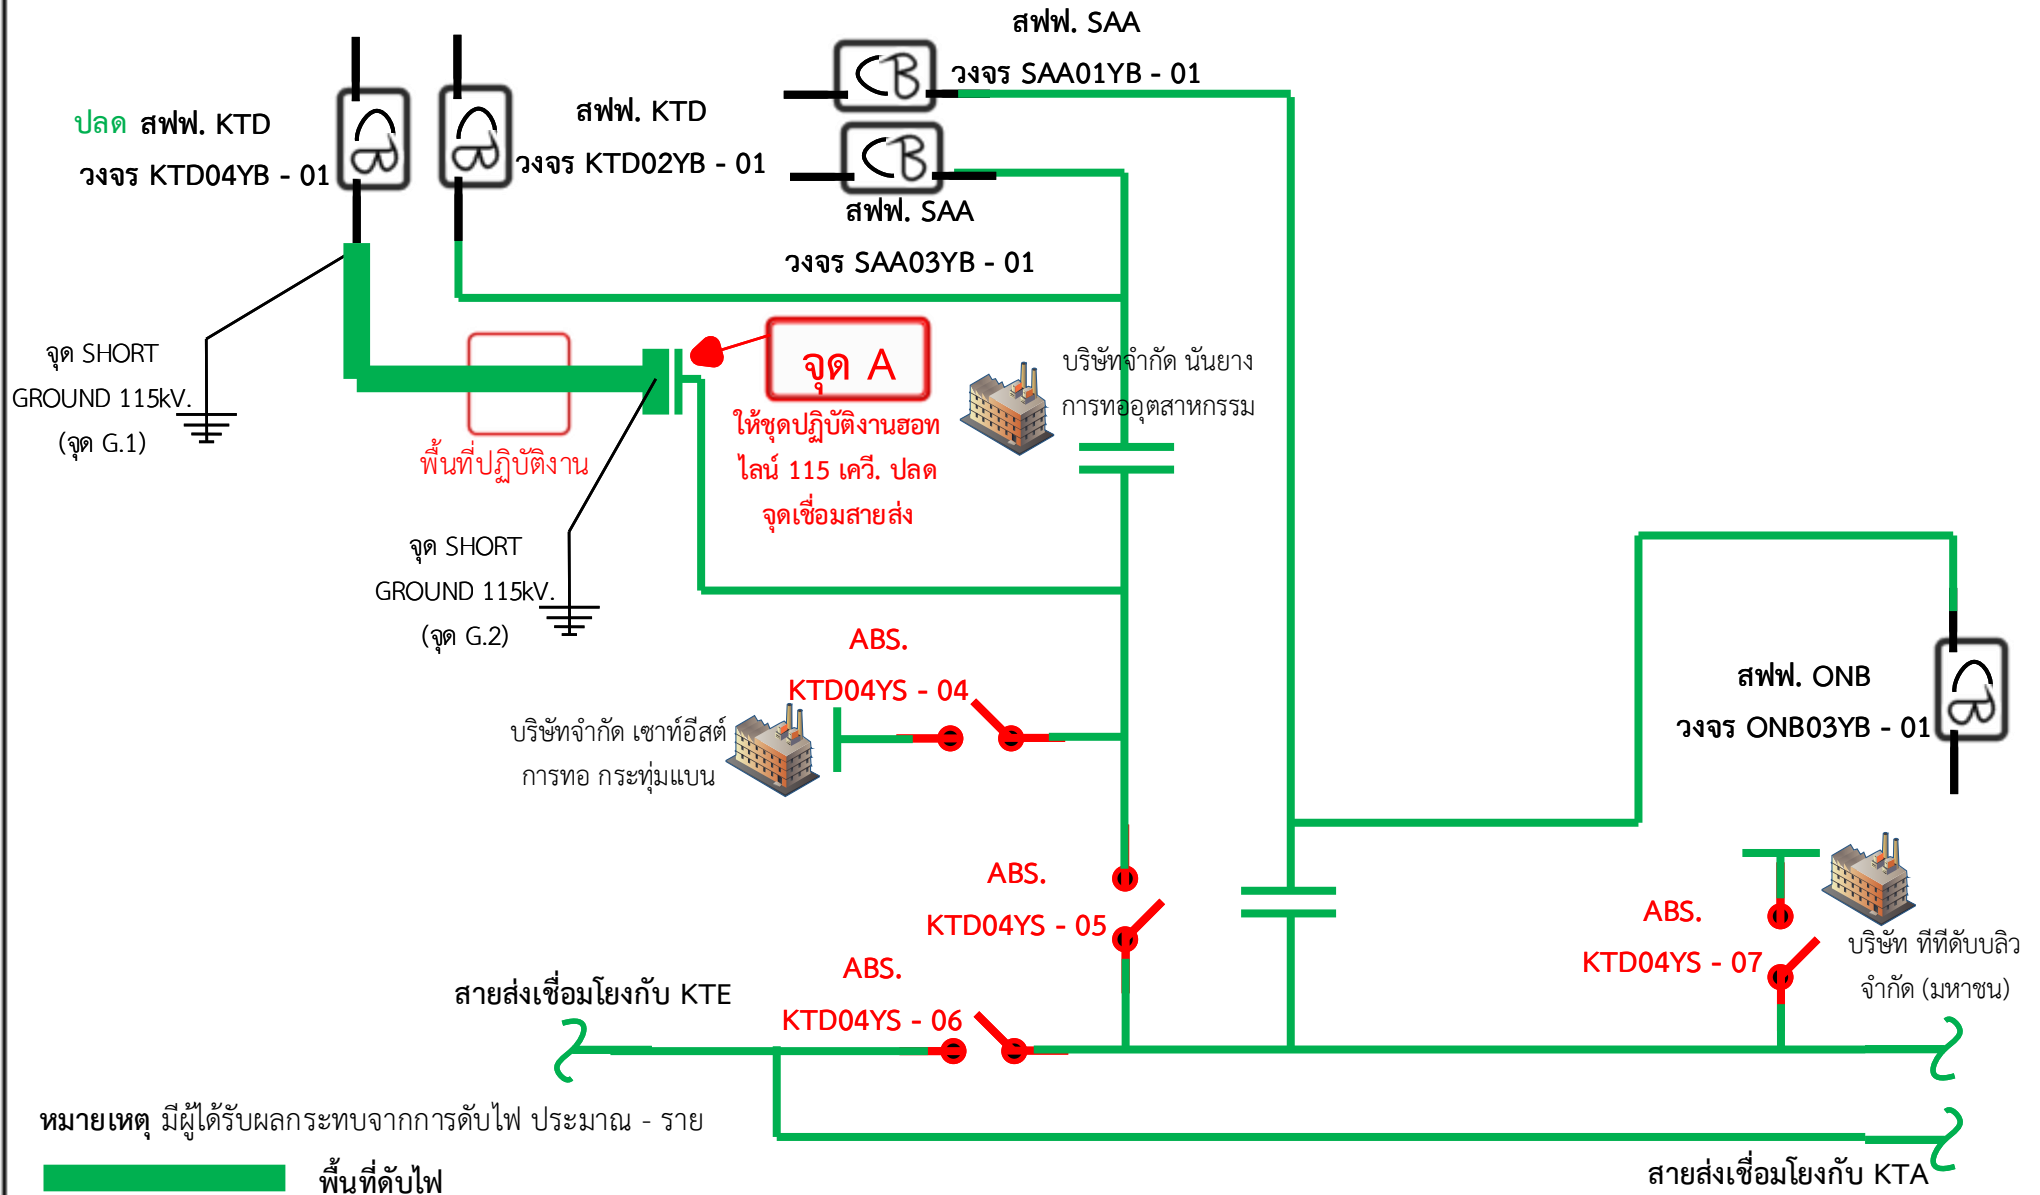 สฟฟ. SAA
วงจร SAA01YB - 01
CB
ปลด สฟฟ. KTD
วงจร KTD04YB - 01
CB
CB
สฟฟ. KTD
วงจร KTD02YB - 01
CB
สฟฟ. SAA
วงจร SAA03YB - 01
จุด SHORT
GROUND 115kV.
(จุด G.1)
พื้นที่ปฏิบัติงาน
จุด A
ให้ชุดปฏิบัติงานฮอท
ไลน์ 115 เควี. ปลด
จุดเชื่อมสายส่ง
บริษัทจำกัด นันยาง
การทออุตสาหกรรม
จุด SHORT
GROUND 115kV.
(จุด G.2)
ABS.
KTD04YS - 04
บริษัทจำกัด เซาท์อีสต์
การทอ กระทุ่มแบน
สฟฟ. ONB
วงจร ONB03YB - 01
CB
ABS.
KTD04YS - 05
ABS.
KTD04YS - 07
บริษัท ทีทีดับบลิว
จำกัด (มหาชน)
ABS.
KTD04YS - 06
สายส่งเชื่อมโยงกับ KTE
หมายเหตุ มีผู้ได้รับผลกระทบจากการดับไฟ ประมาณ - ราย
พื้นที่ดับไฟ
สายส่งเชื่อมโยงกับ KTA